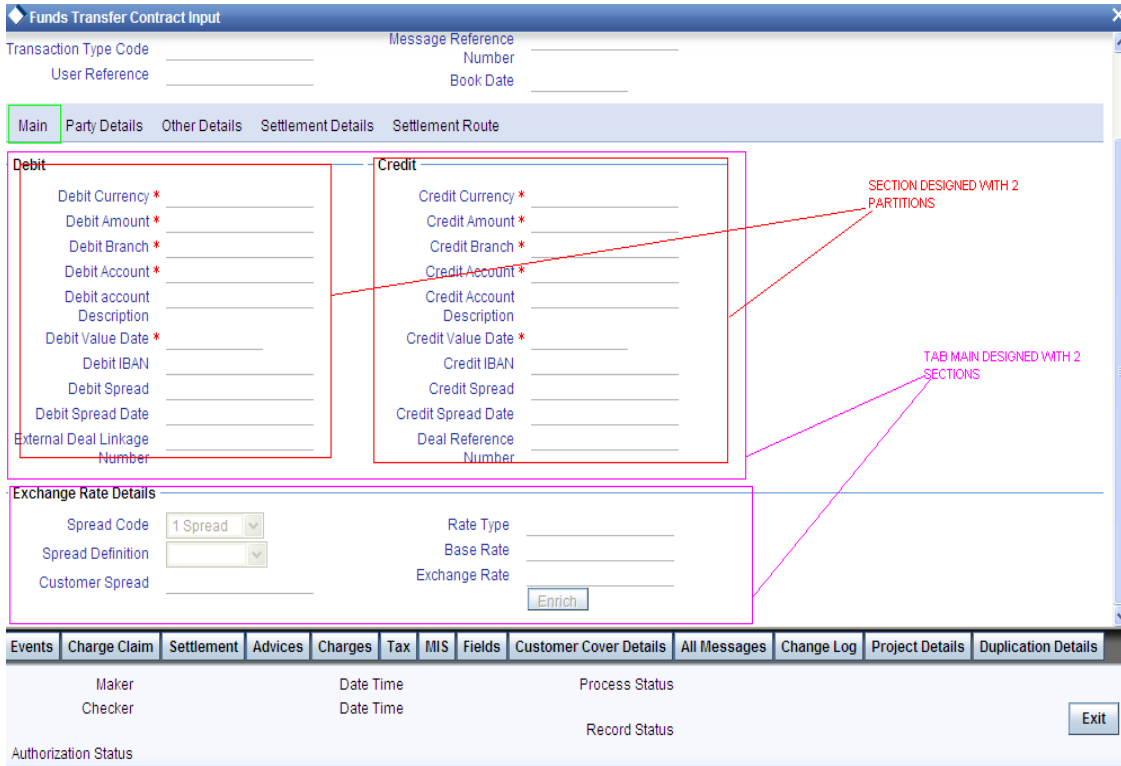 Funds Transfer Contract Input
Transaction Type Code
User Reference
Message Reference
Number
Book Date
Main Party Details Other Details Settlement Details Settlement Route
Debit
Debit Currency *
Debit Amount *
Debit Branch *
Debit Account *
Debit account
Description
Debit Value Date *
Debit IBAN
Debit Spread
Debit Spread Date
External Deal Linkage
Number
Credit
Credit Currency *
Credit Amount *
Credit Branch *
Credit Account *
Credit Account
Description
Credit Value Date *
Credit IBAN
Credit Spread
Credit Spread Date
Deal Reference
Number
SECTION DESIGNED WITH 2
PARTITIONS
TAB MAIN DESIGNED WITH 2
SECTIONS
Exchange Rate Details
Spread Code 1 Spread
Spread Definition
Customer Spread
Rate Type
Base Rate
Exchange Rate
Enrich
Events Charge Claim Settlement Advices Charges Tax MIS Fields Customer Cover Details All Messages Change Log Project Details Duplication Details
Maker Date Time Process Status
Checker Date Time
Record Status
Exit
Authorization Status